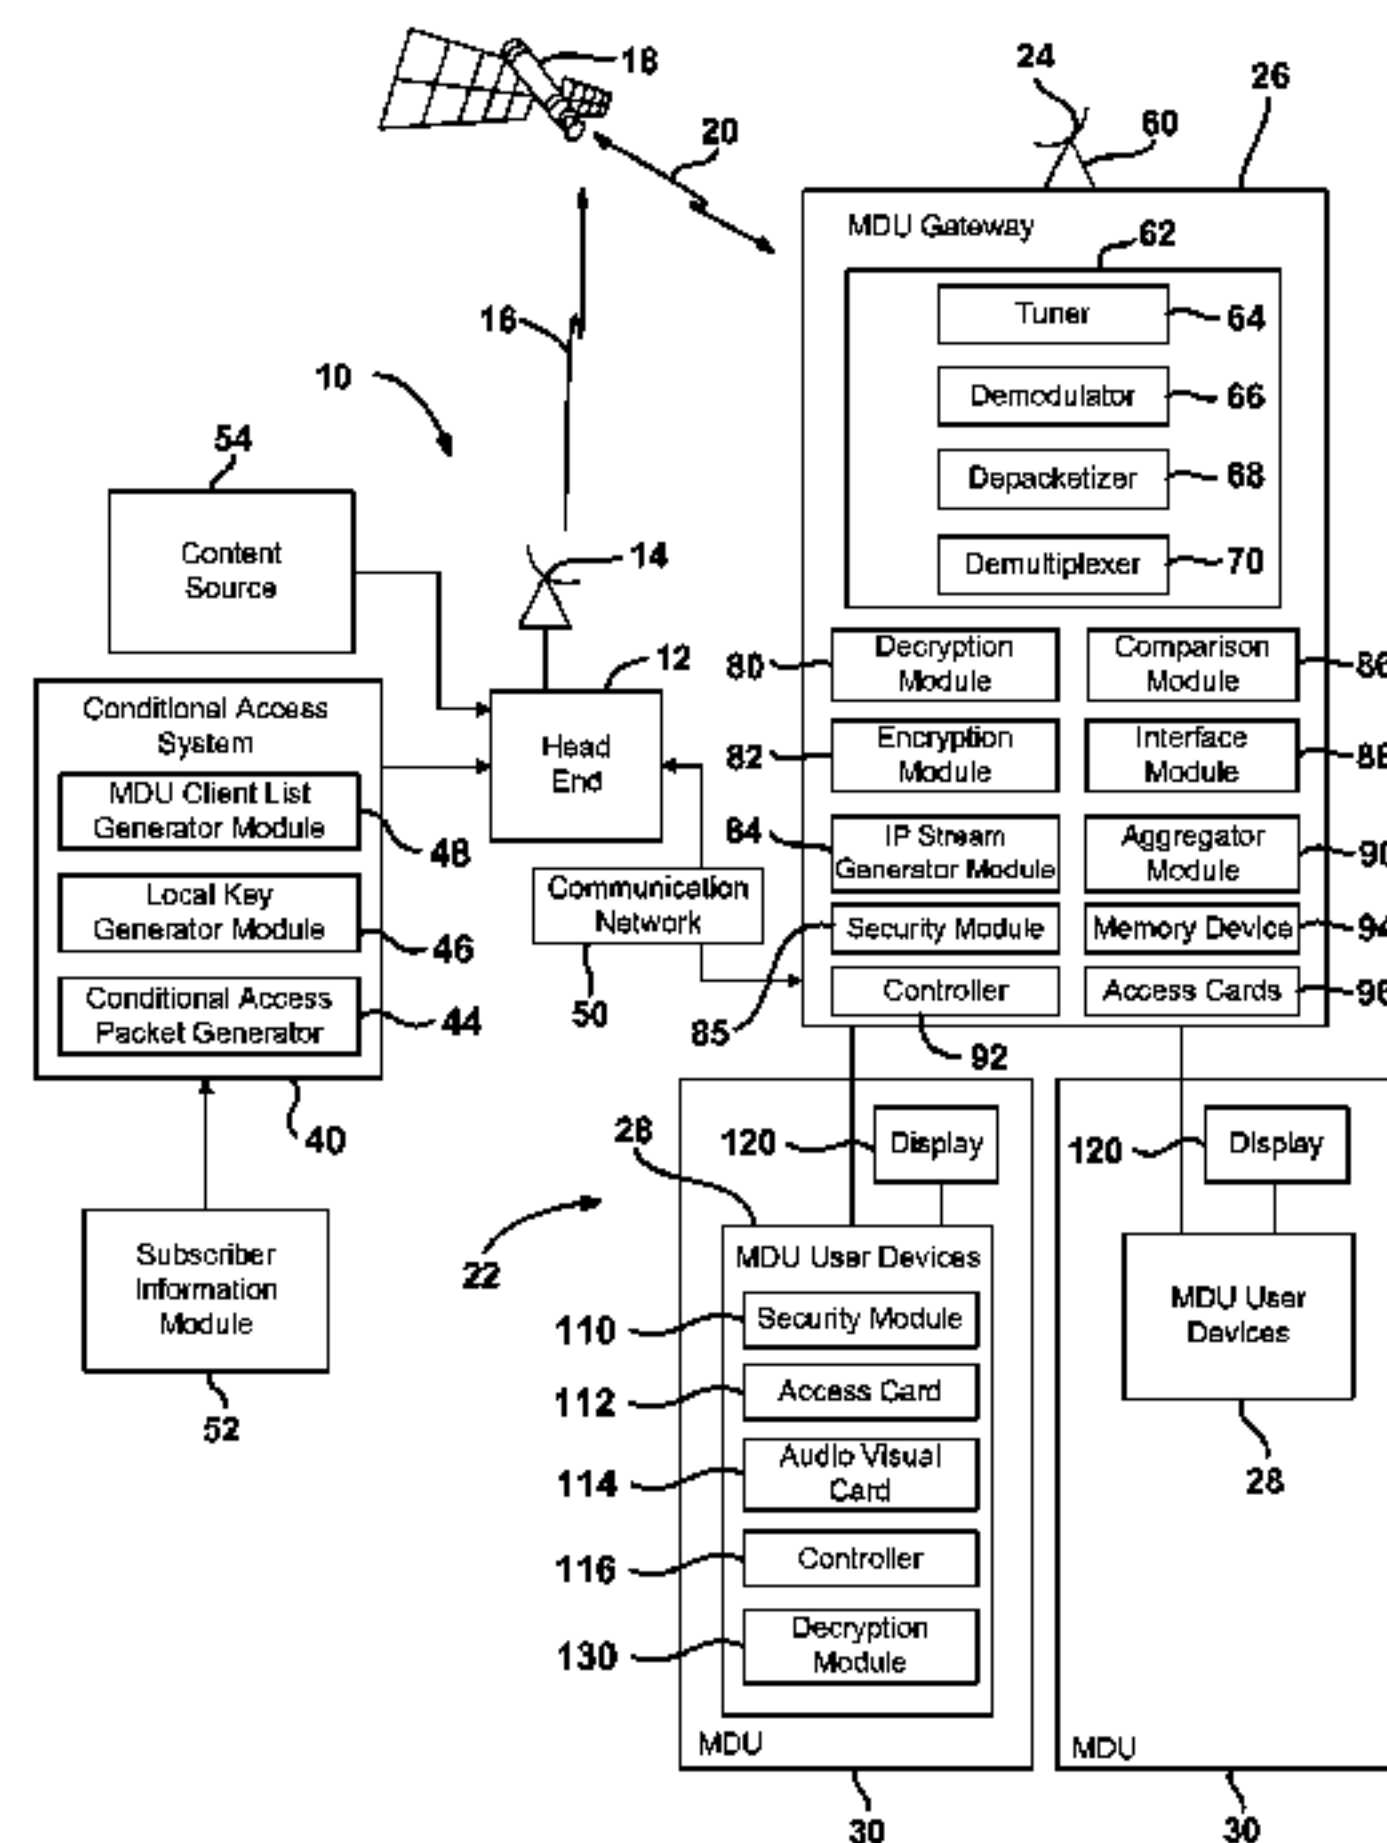 18
24
26
20
60
MDU Gateway
62
Tuner
64
16
10
Demodulator
66
54
Depacketizer
68
Content
Source
14
Demultiplexer
70
12
80
Decryption
Module
Comparison
Module
86
Conditional Access
System
Head
End
82
Encryption
Module
Interface
Module
88
MDU Client List
Generator Module
48
84
IP Stream
Generator Module
Aggregator
Module
90
Local Key
Generator Module
46
Communication
Network
Security Module
Memory Device
94
Conditional Access
Packet Generator
44
50
85
Controller
Access Cards
96
92
40
28
120
Display
120
Display
Subscriber
Information
Module
22
MDU User Devices
MDU User
Devices
110
Security Module
52
112
Access Card
28
114
Audio Visual
Card
116
Controller
130
Decryption
Module
MDU
MDU
30
30